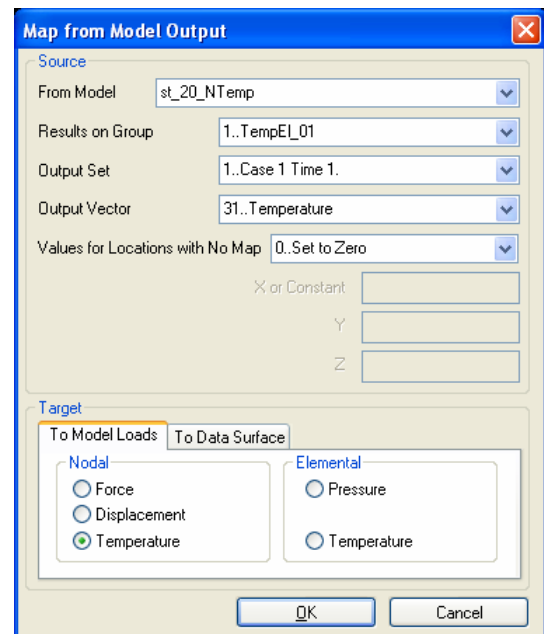 Map from Model Output
Source
From Model st_20_NTemp
Results on Group 1..TempEl_01
Output Set 1..Case 1 Time 1.
Output Vector 31..Temperature
Values for Locations with No Map 0..Set to Zero
X or Constant
Y
Z
Target
To Model Loads To Data Surface
Nodal Elemental
Force Pressure
Displacement
Temperature Temperature
OK Cancel